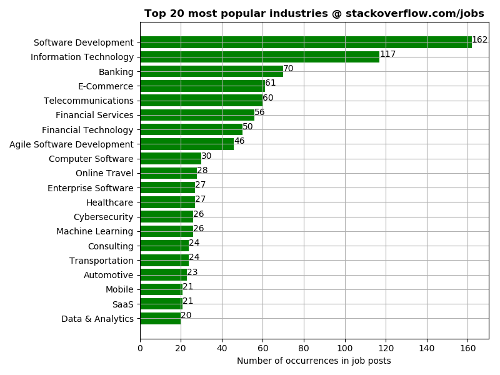 Top 20 most popular industries @ stackoverflow.com/jobs
Software Development 162
Information Technology 117
Banking 70
E-Commerce 61
Telecommunications 60
Financial Services 56
Financial Technology 50
Agile Software Development 46
Computer Software 30
Online Travel 28
Enterprise Software 27
Healthcare 27
Cybersecurity 26
Machine Learning 26
Consulting 24
Transportation 24
Automotive 23
Mobile 21
SaaS 21
Data & Analytics 20
0 20 40 60 80 100 120 140 160
Number of occurrences in job posts